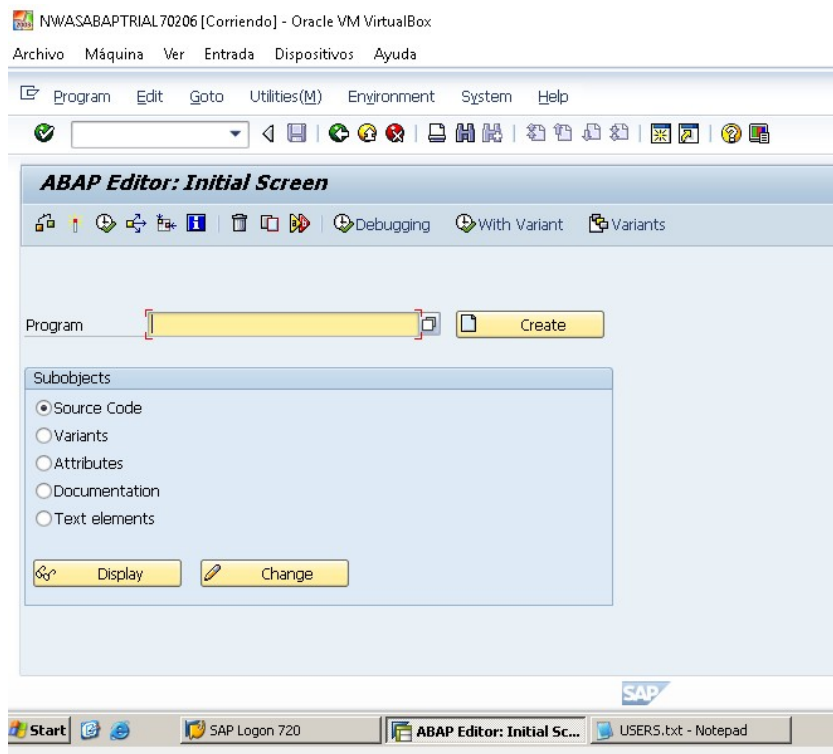 NWASABAPTRIAL70206 [Corriendo] - Oracle VM VirtualBox
Archivo Máquina Ver Entrada Dispositivos Ayuda
Program Edit Goto Utilities(M) Environment System Help
ABAP Editor: Initial Screen
Debugging With Variant Variants
Program Create
Subobjects
Source Code
Variants
Attributes
Documentation
Text elements
Display Change
SAP
Start SAP Logon 720 ABAP Editor: Initial Sc... USERS.txt - Notepad